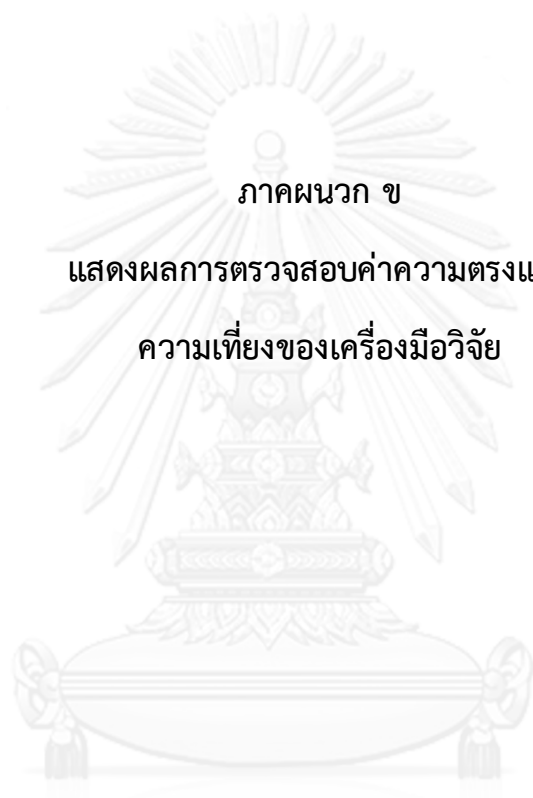 ภาคผนวก ข
แสดงผลการตรวจสอบค่าความตรงแ
ความเที่ยงของเครื่องมือวิจัย